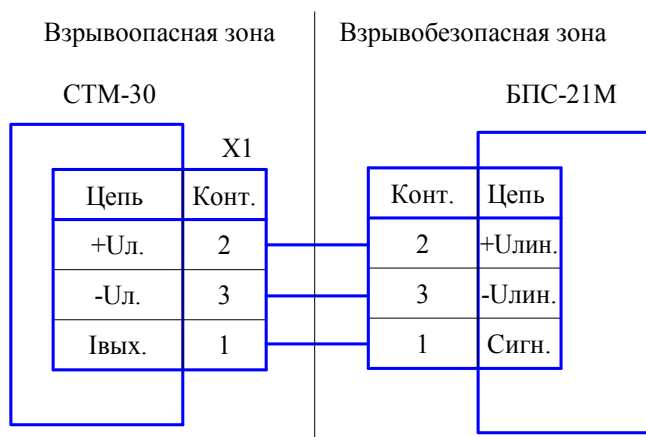 Взрывоопасная зона
Взрывобезопасная зона
СТМ-30
БПС-21М
X1
Цепь Конт.
+Uл. 2
-Uл. 3
Iвых. 1
Конт. Цепь
2 +Uлин.
3 -Uлин.
1 Сигн.